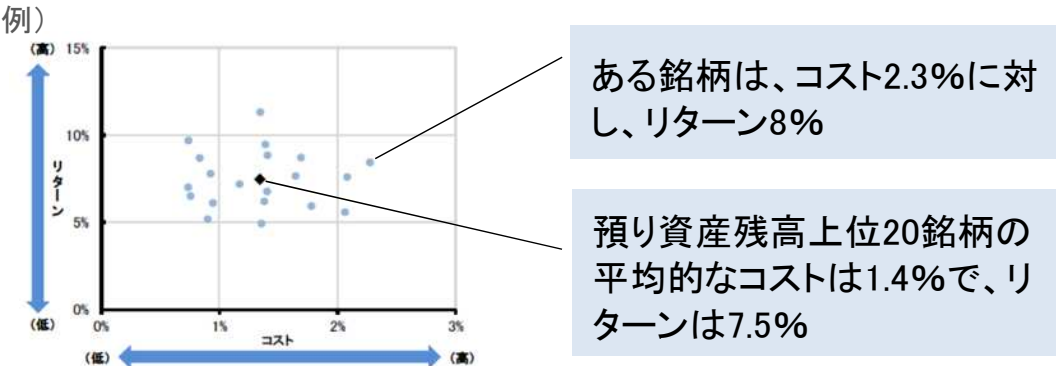 例）
（高） 15%
10%
リターン
5%
0%
（低） 0% 1% 2% 3%
コスト
（低） （高）
ある銘柄は、コスト2.3%に対
し、リターン8%
預り資産残高上位20銘柄の
平均的なコストは1.4%で、リ
ターンは7.5%